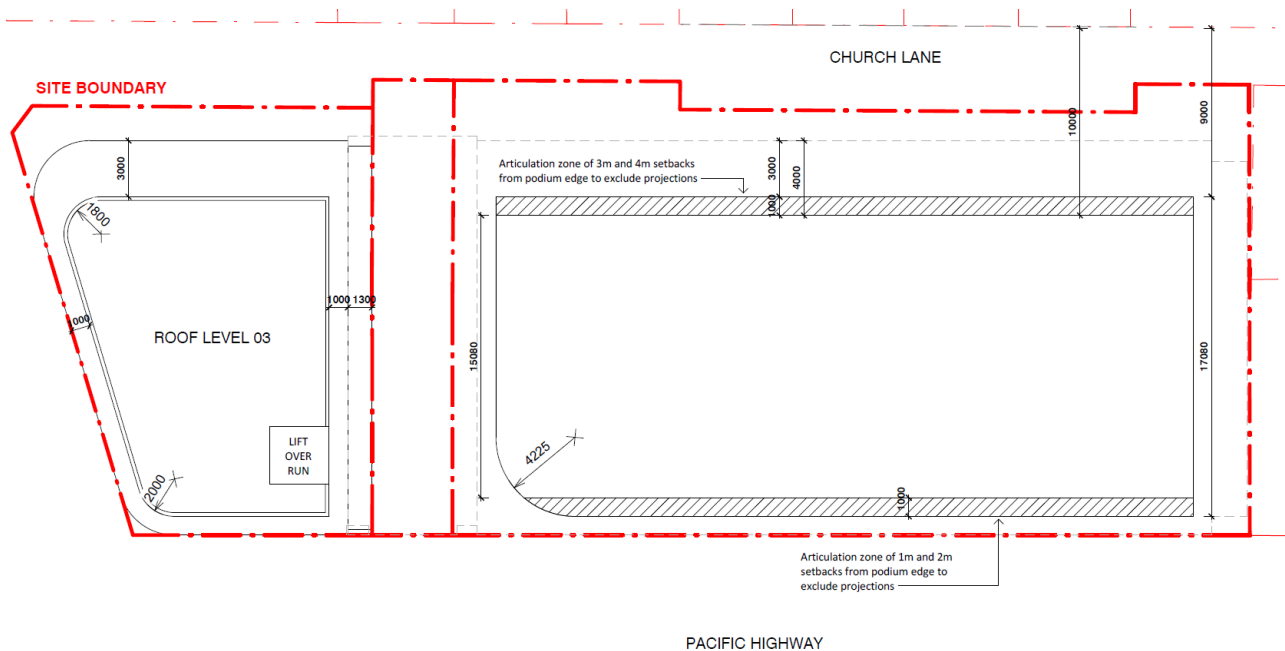 CHURCH LANE
SITE BOUNDARY
10000
9000
3000
Articulation zone of 3m and 4m setbacks
from podium edge to exclude projections
3000
4000
1000
1800
1000 1300
1000
ROOF LEVEL 03
15080
17080
LIFT
OVER
RUN
4225
2000
1000
Articulation zone of 1m and 2m
setbacks from podium edge to
exclude projections
PACIFIC HIGHWAY